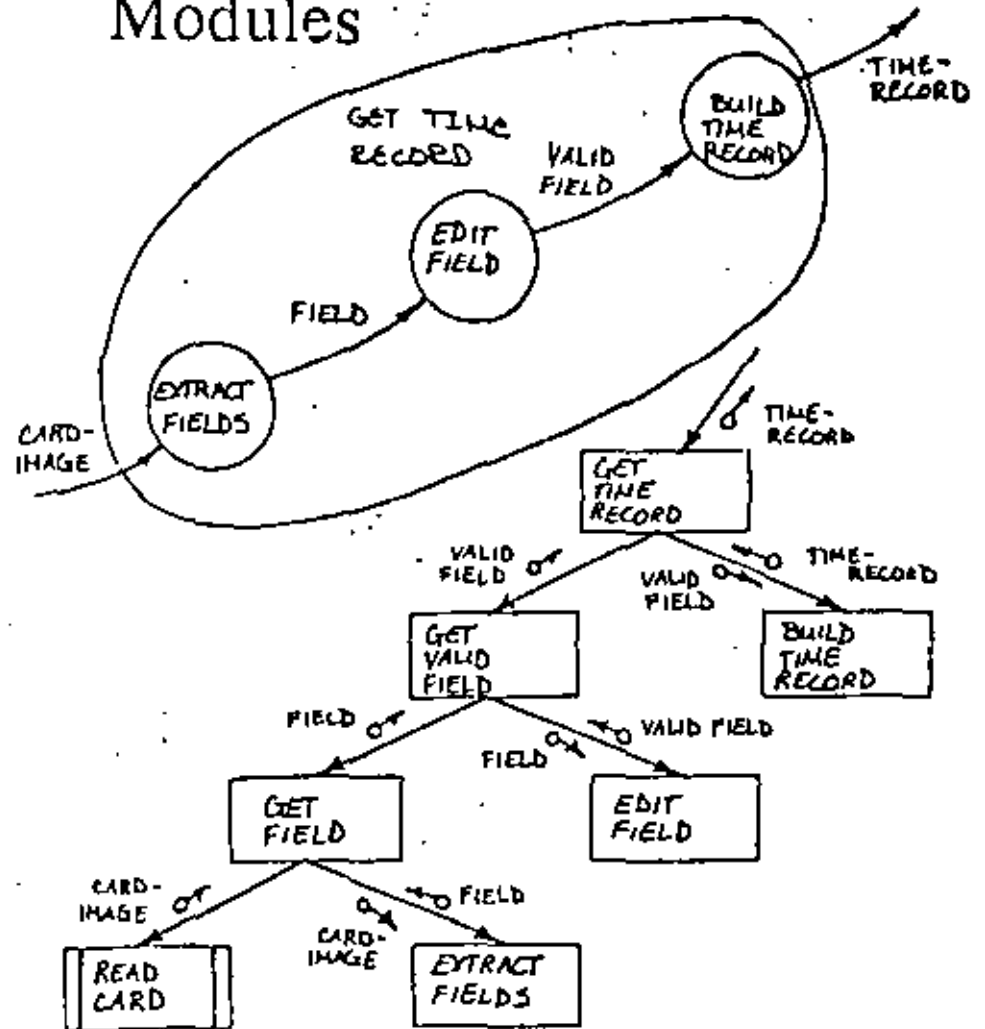 Modules
TIME-
RECORD
BUILD
TIME
RECORD
GET TIME
RECORD
VALID
FIELD
EDIT
FIELD
FIELD
EXTRACT
FIELDS
CARD-
IMAGE
TIME-
RECORD
GET
TIME
RECORD
VALID
FIELD
VALID
FIELD
TIME-
RECORD
GET
VALID
FIELD
BUILD
TIME
RECORD
FIELD
FIELD
VALID FIELD
GET
FIELD
EDIT
FIELD
CARD-
IMAGE
CARD-
IMAGE
FIELD
READ
CARD
EXTRACT
FIELDS